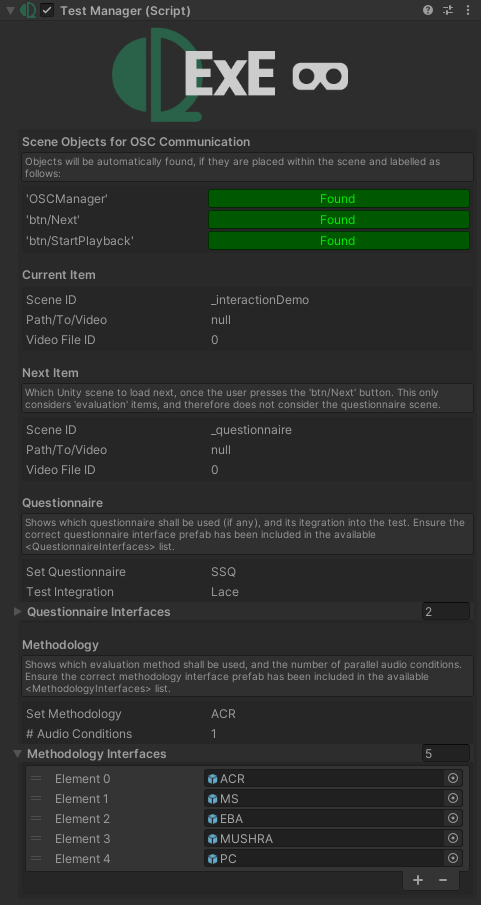 Test Manager (Script)
ExE
Scene Objects for OSC Communication
Objects will be automatically found, if they are placed within the scene and labelled as
follows:
'OSCManager' Found
'btn/Next' Found
'btn/StartPlayback' Found
Current Item
Scene ID _interactionDemo
Path/To/Video null
Video File ID 0
Next Item
Which Unity scene to load next, once the user presses the 'btn/Next' button. This only
considers 'evaluation' items, and therefore does not consider the questionnaire scene.
Scene ID _questionnaire
Path/To/Video null
Video File ID 0
Questionnaire
Shows which questionnaire shall be used (if any), and its itegration into the test. Ensure the
correct questionnaire interface prefab has been included in the available
<QuestionnaireInterfaces> list.
Set Questionnaire SSQ
Test Integration Lace
Questionnaire Interfaces 2
Methodology
Shows which evaluation method shall be used, and the number of parallel audio conditions.
Ensure the correct methodology interface prefab has been included in the available
<MethodologyInterfaces> list.
Set Methodology ACR
# Audio Conditions 1
Methodology Interfaces 5
Element 0 ACR
Element 1 MS
Element 2 EBA
Element 3 MUSHRA
Element 4 PC